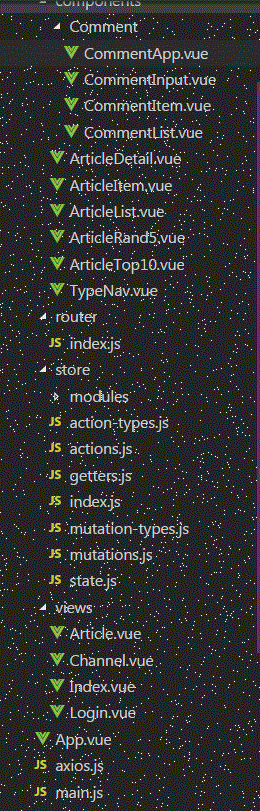 components
Comment
CommentApp.vue
CommentInput.vue
CommentItem.vue
CommentList.vue
ArticleDetail.vue
ArticleItem.vue
ArticleList.vue
ArticleRand5.vue
ArticleTop10.vue
TypeNav.vue
router
JS index.js
store
modules
JS action-types.js
JS actions.js
JS getters.js
JS index.js
JS mutation-types.js
JS mutations.js
JS state.js
views
Article.vue
Channel.vue
Index.vue
Login.vue
App.vue
JS axios.js
JS main.js